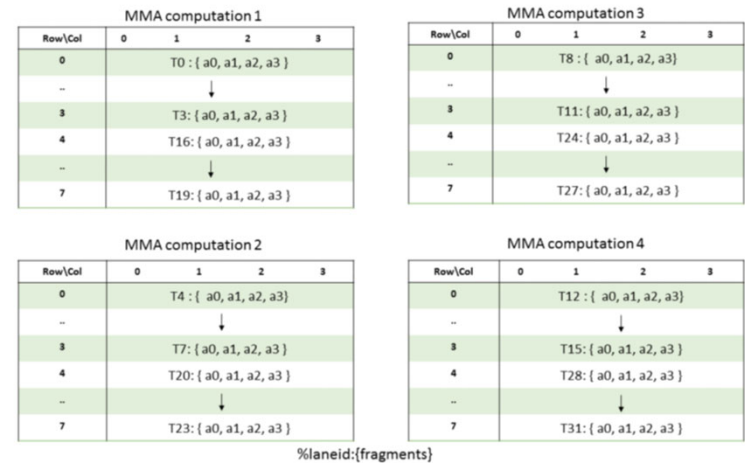 MMA computation 1
Row\Col 0 1 2 3
0 T0 : { a0, a1, a2, a3 }
..
3 T3: { a0, a1, a2, a3 }
4 T16: { a0, a1, a2, a3 }
..
7 T19: { a0, a1, a2, a3 }
MMA computation 3
Row\Col 0 1 2 3
0 T8 : { a0, a1, a2, a3}
..
3 T11: { a0, a1, a2, a3 }
4 T24: { a0, a1, a2, a3 }
..
7 T27: { a0, a1, a2, a3 }
MMA computation 2
Row\Col 0 1 2 3
0 T4 : { a0, a1, a2, a3}
..
3 T7: { a0, a1, a2, a3 }
4 T20: { a0, a1, a2, a3 }
..
7 T23: { a0, a1, a2, a3 }
MMA computation 4
Row\Col 0 1 2 3
0 T12 : { a0, a1, a2, a3}
..
3 T15: { a0, a1, a2, a3 }
4 T28: { a0, a1, a2, a3 }
..
7 T31: { a0, a1, a2, a3 }
%laneid:{fragments}